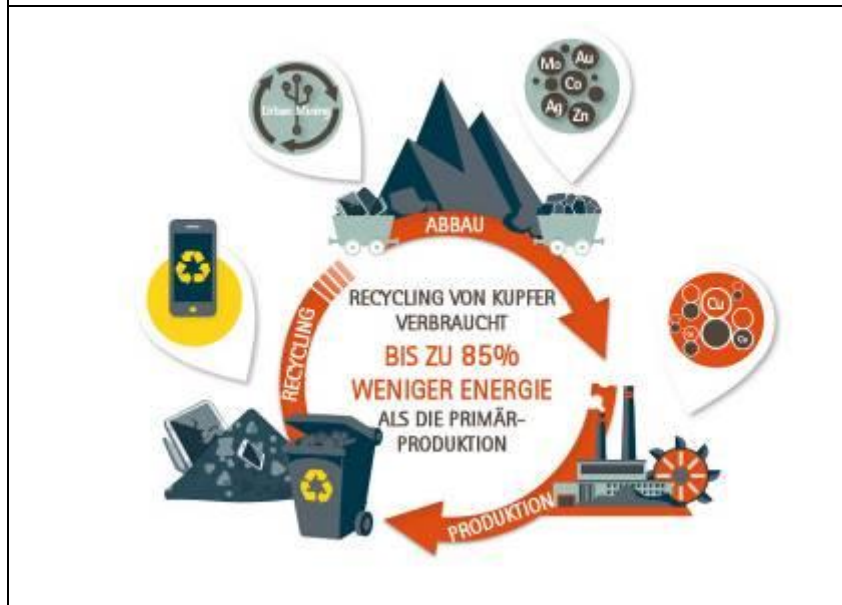 Urban Mining
Mo
Au
Co
Ag
Zn
ABBAU
RECYCLING VON KUPFER
VERBRAUCHT
BIS ZU 85%
WENIGER ENERGIE
ALS DIE PRIMÄR-
PRODUKTION
RECYCLING
Cu
PRODUKTION